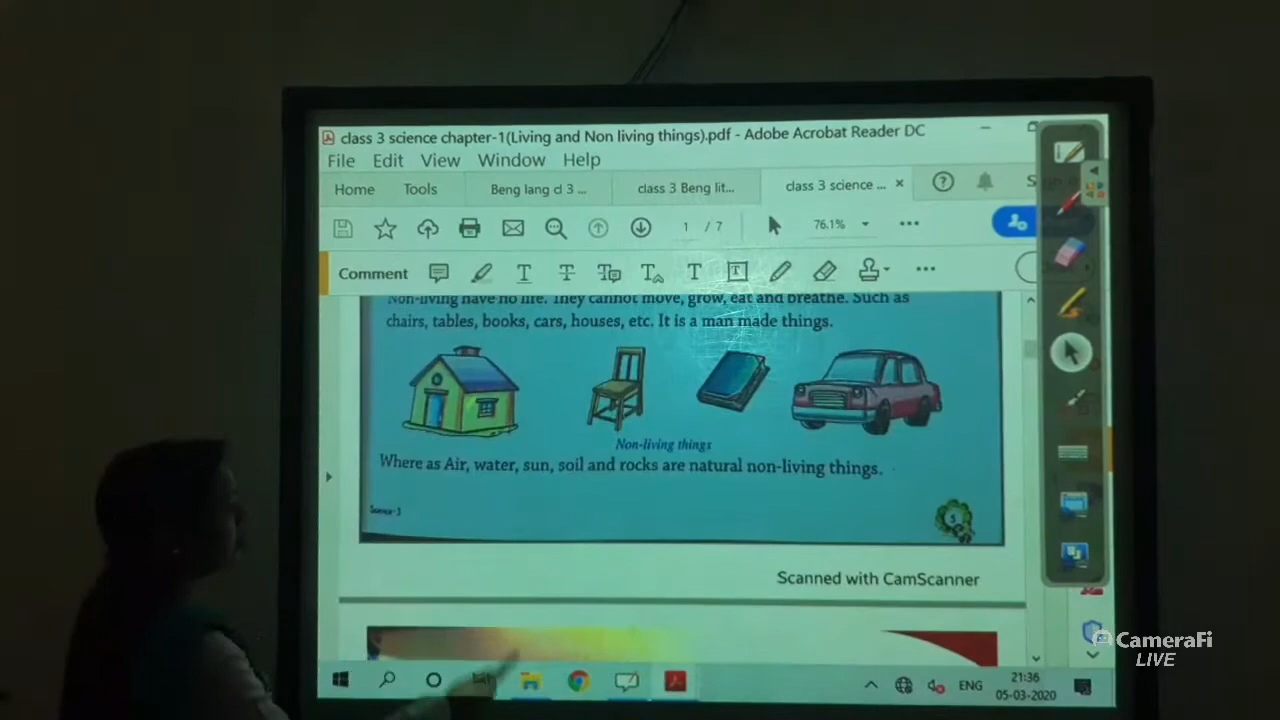 class 3 science chapter-1(Living and Non living things).pdf - Adobe Acrobat Reader DC
File Edit View Window Help
Home Tools Beng lang cl 3 ... class 3 Beng lit... class 3 science ... ×
1 / 7 76.1%
Comment
Non-living have no life. They cannot move, grow, eat and breathe. Such as
chairs, tables, books, cars, houses, etc. It is a man made things.
Non-living things
Where as Air, water, sun, soil and rocks are natural non-living things.
Science-3
5
Scanned with CamScanner
CameraFi
LIVE
ENG
21:36
05-03-2020